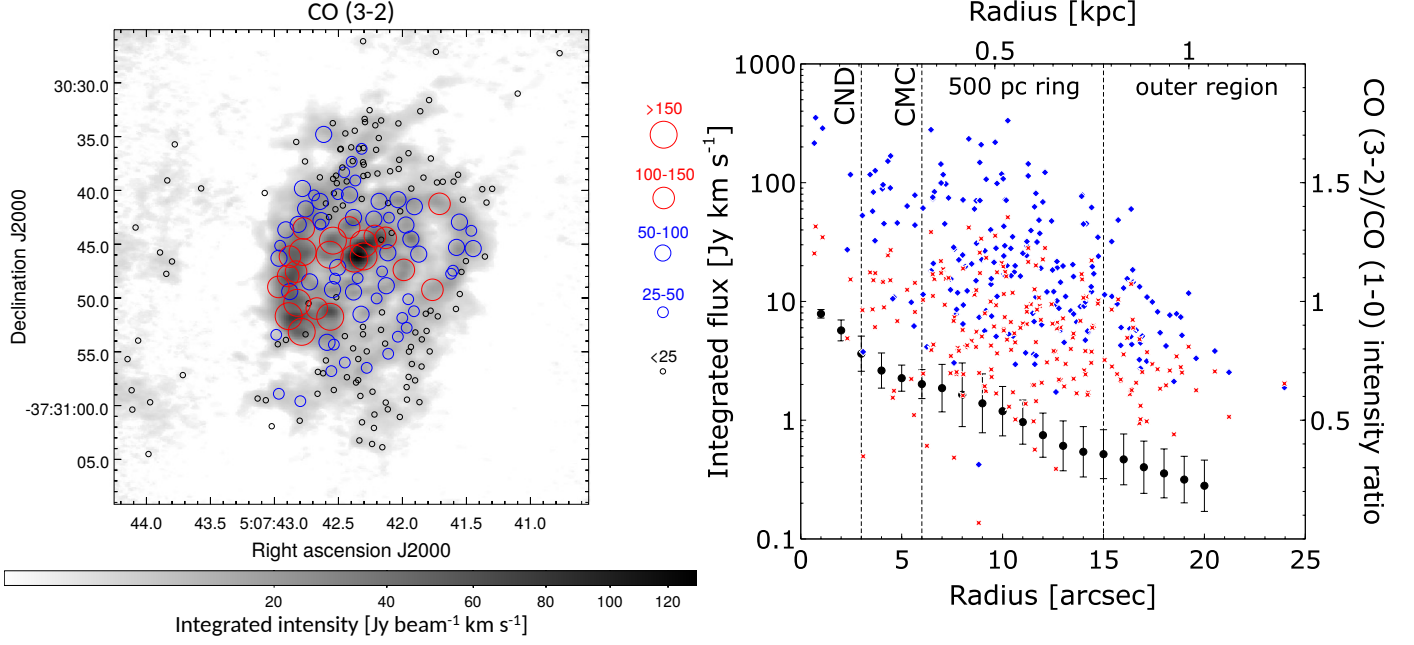 CO (3-2)
30:30.0
35.0
40.0
45.0
50.0
55.0
-37:31:00.0
05.0
Declination J2000
44.0 43.5 5:07:43.0 42.5 42.0 41.5 41.0
Right ascension J2000
20 40 60 80 100 120
Integrated intensity [Jy beam-1 km s-1]
>150
100-150
50-100
25-50
<25
Radius [kpc]
0.5 1
CND
CMC
500 pc ring
outer region
1000
100
10
1
0.1
Integrated flux [Jy km s-1]
1.5
1
0.5
CO (3-2)/CO (1-0) intensity ratio
0 5 10 15 20 25
Radius [arcsec]